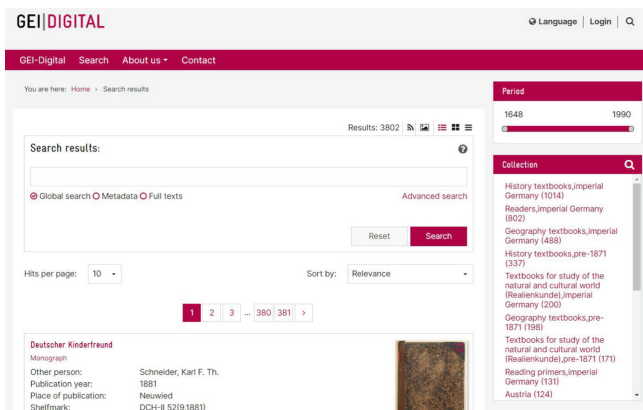 GEI|DIGITAL
Language | Login
GEI-Digital Search About us Contact
You are here: Home › Search results
Results: 3802
Search results:
Global search Metadata Full texts
Advanced search
Reset Search
Hits per page: 10
Sort by: Relevance
1 2 3 ... 380 381 ›
Deutscher Kinderfreund
Monograph
Other person: Schneider, Karl F. Th.
Publication year: 1881
Place of publication: Neuwied
Shelfmark: DCH-II 52(9,1881)
Period
1648 1990
Collection
History textbooks,imperial
Germany (1014)
Readers,imperial Germany
(802)
Geography textbooks,imperial
Germany (488)
History textbooks,pre-1871
(337)
Textbooks for study of the
natural and cultural world
(Realienkunde),imperial
Germany (200)
Geography textbooks,pre-
1871 (198)
Textbooks for study of the
natural and cultural world
(Realienkunde),pre-1871 (171)
Reading primers,imperial
Germany (131)
Austria (124)